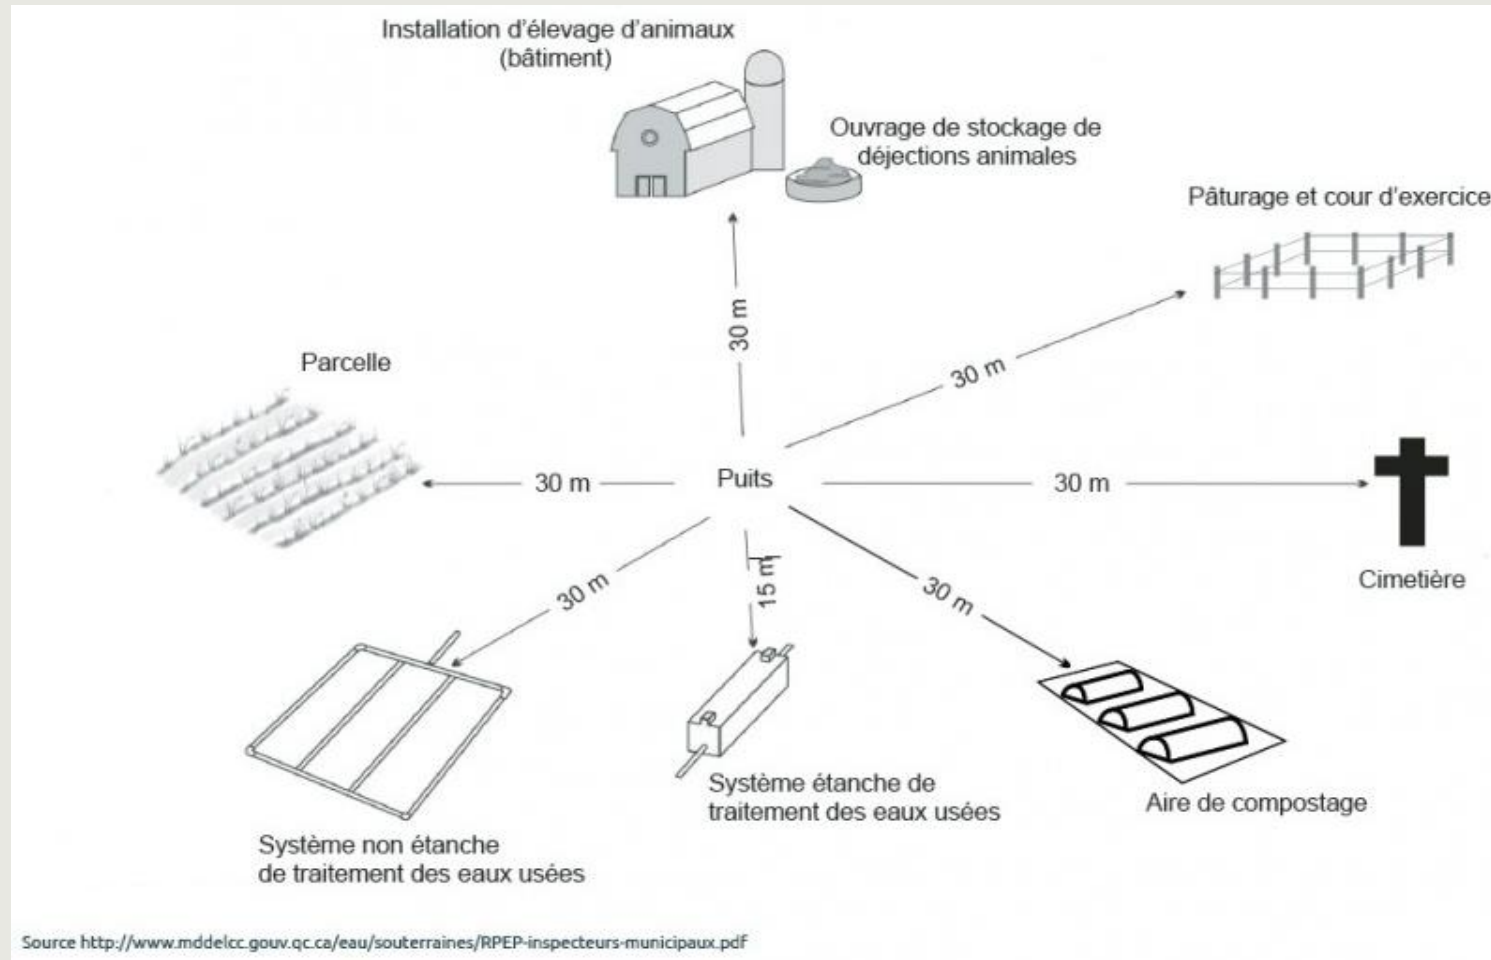 Installation d'élevage d'animaux
(bâtiment)
Ouvrage de stockage de
déjections animales
Pâturage et cour d'exercice
30 m
30 m
Parcelle
30 m
Puits
30 m
Cimetière
30 m
15 m
30 m
Système non étanche
de traitement des eaux usées
Système étanche de
traitement des eaux usées
Aire de compostage
Source http://www.mddelcc.gouv.qc.ca/eau/souterraines/RPEP-inspecteurs-municipaux.pdf